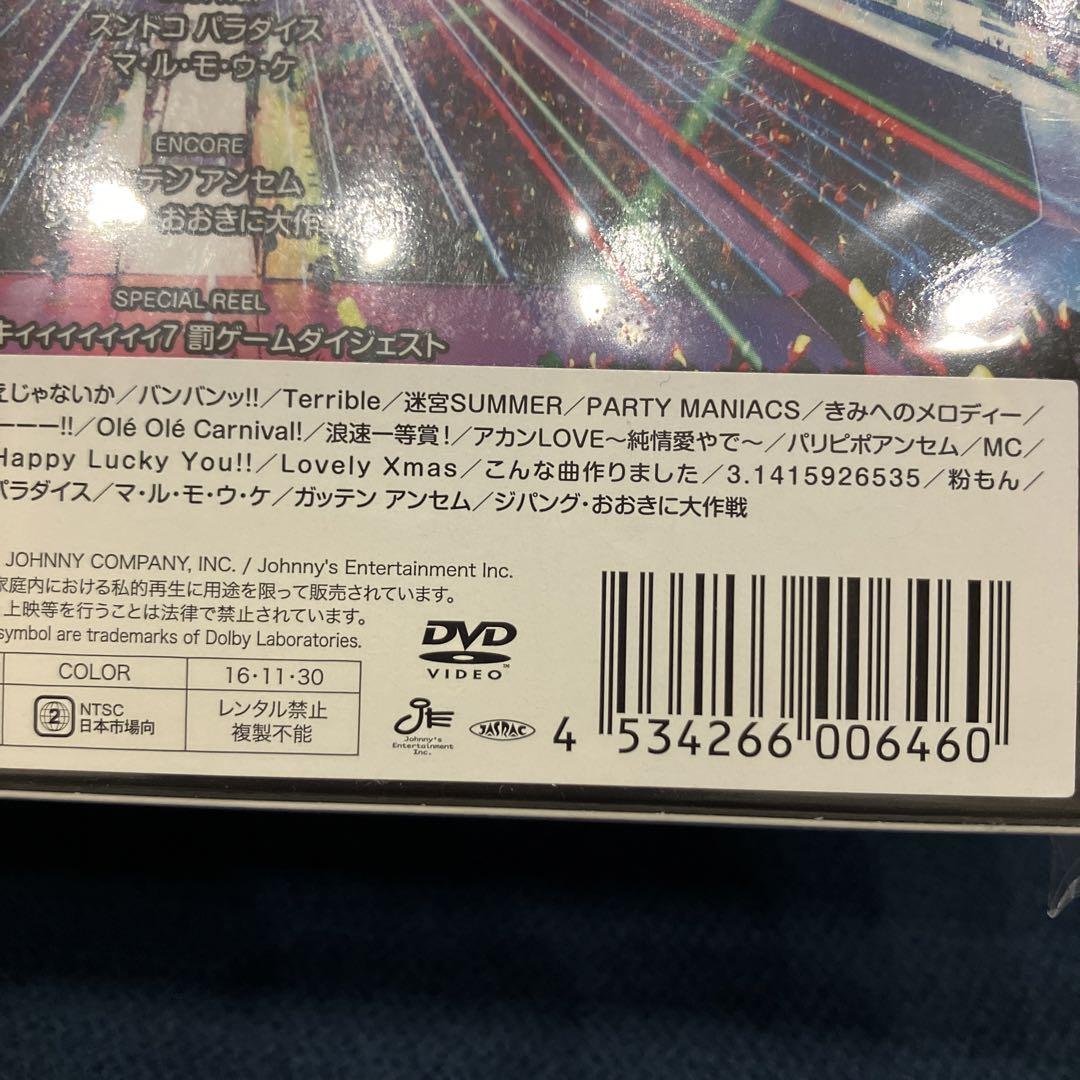 ズンドコ パラダイス
マ・ル・モ・ウ・ケ
ENCORE
テン アンセム
おおきに大作
SPECIAL REEL
キィィィィィィィ7 罰ゲームダイジェスト
えじゃないか／バンバンッ!!／Terrible／迷宮SUMMER／PARTY MANIACS／きみへのメロディー／
ーーー!!／Olé Olé Carnival!／浪速一等賞！／アカンLOVE～純情愛やで～／パリピポアンセム／MC／
Happy Lucky You!!／Lovely Xmas／こんな曲作りました／3.1415926535／粉もん／
パラダイス／マ・ル・モ・ウ・ケ／ガッテン アンセム／ジパング・おおきに大作戦
JOHNNY COMPANY, INC. / Johnny's Entertainment Inc.
家庭内における私的再生に用途を限って販売されています。
上映等を行うことは法律で禁止されています。
symbol are trademarks of Dolby Laboratories.
COLOR
16・11・30
2
NTSC
日本市場向
レンタル禁止
複製不能
DVD
VIDEO™
Johnny's
Entertainment
Inc.
JASRAC
4 534266 006460